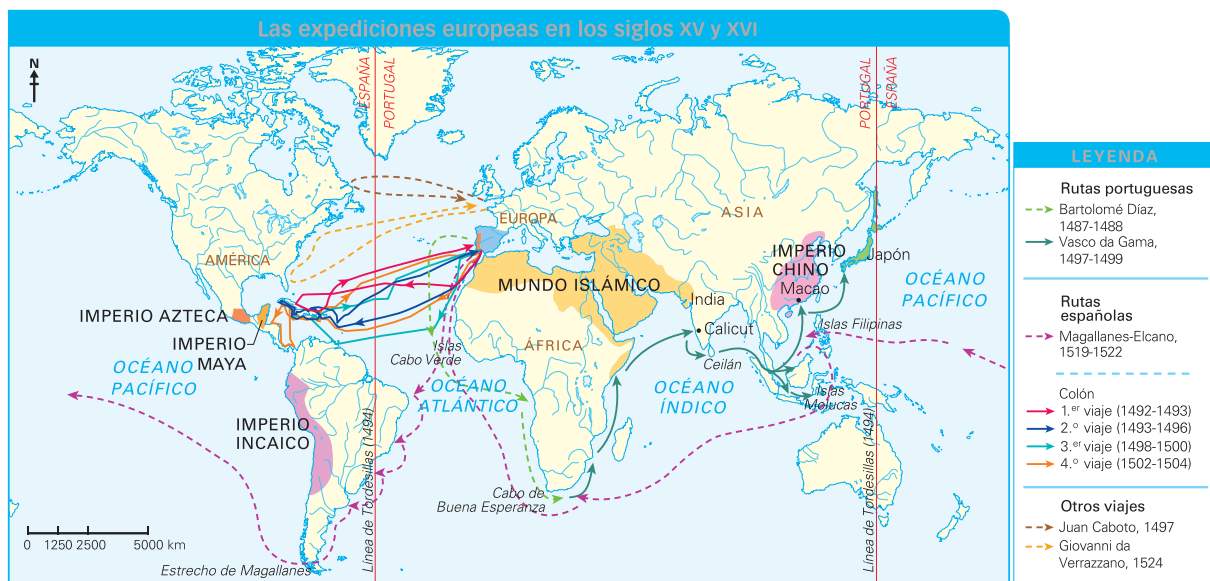 Las expediciones europeas en los siglos XV y XVI
N
ESPAÑA
PORTUGAL
PORTUGAL
ESPAÑA
EUROPA
ASIA
AMÉRICA
IMPERIO
CHINO
Japón
MUNDO ISLÁMICO
Macao
OCÉANO
PACÍFICO
India
IMPERIO AZTECA
Calicut
Islas Filipinas
IMPERIO
MAYA
Islas
Cabo Verde
ÁFRICA
Ceilán
OCÉANO
PACÍFICO
OCÉANO
ATLÁNTICO
OCÉANO
ÍNDICO
Islas
Molucas
IMPERIO
INCAICO
Línea de Tordesillas (1494)
Línea de Tordesillas (1494)
Cabo de
Buena Esperanza
0 1250 2500 5000 km
Estrecho de Magallanes
LEYENDA
Rutas portuguesas
Bartolomé Díaz,
1487-1488
Vasco da Gama,
1497-1499
Rutas
españolas
Magallanes-Elcano,
1519-1522
Colón
1.er viaje (1492-1493)
2.º viaje (1493-1496)
3.er viaje (1498-1500)
4.º viaje (1502-1504)
Otros viajes
Juan Caboto, 1497
Giovanni da
Verrazzano, 1524